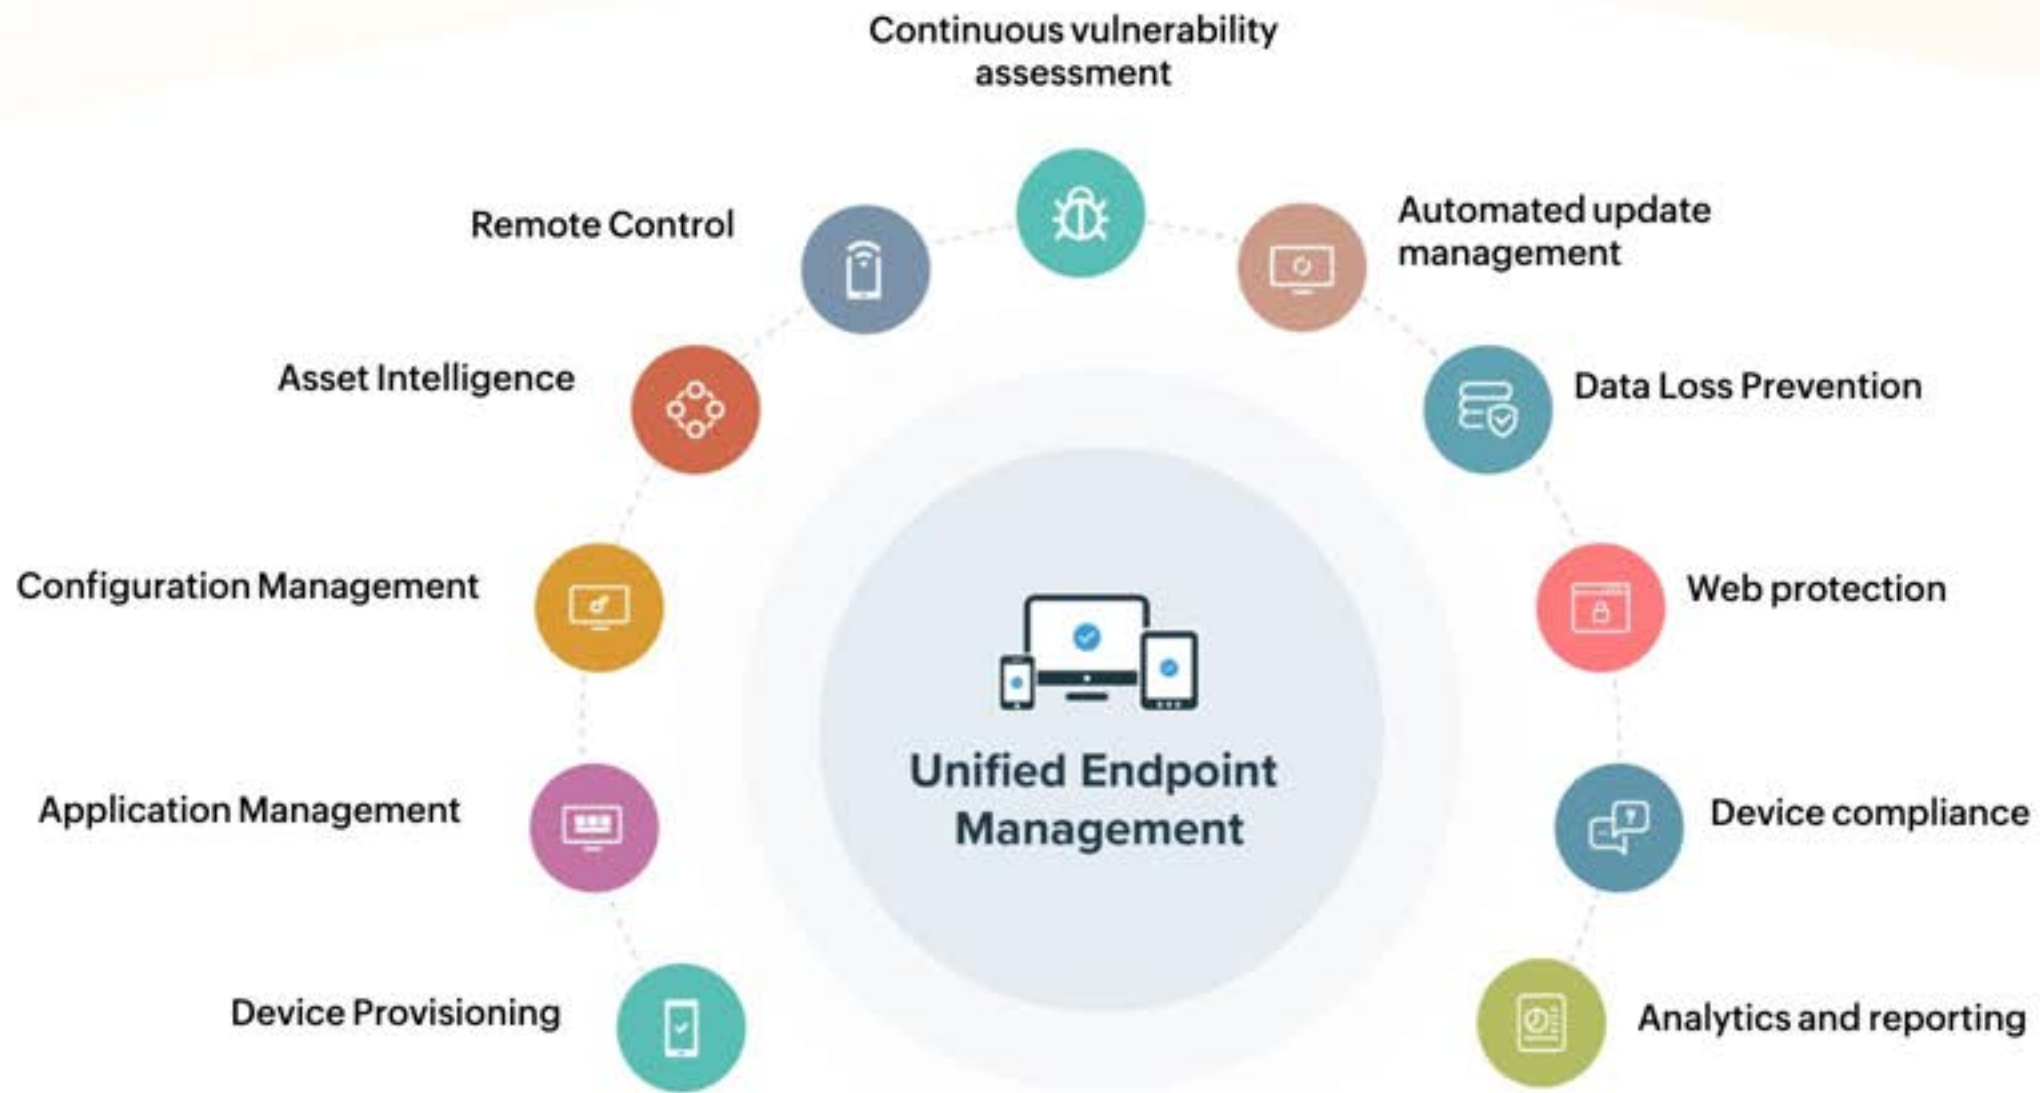 Continuous vulnerability
assessment
Remote Control
Automated update
management
Asset Intelligence
Data Loss Prevention
Configuration Management
Web protection
Unified Endpoint
Management
Application Management
Device compliance
Device Provisioning
Analytics and reporting